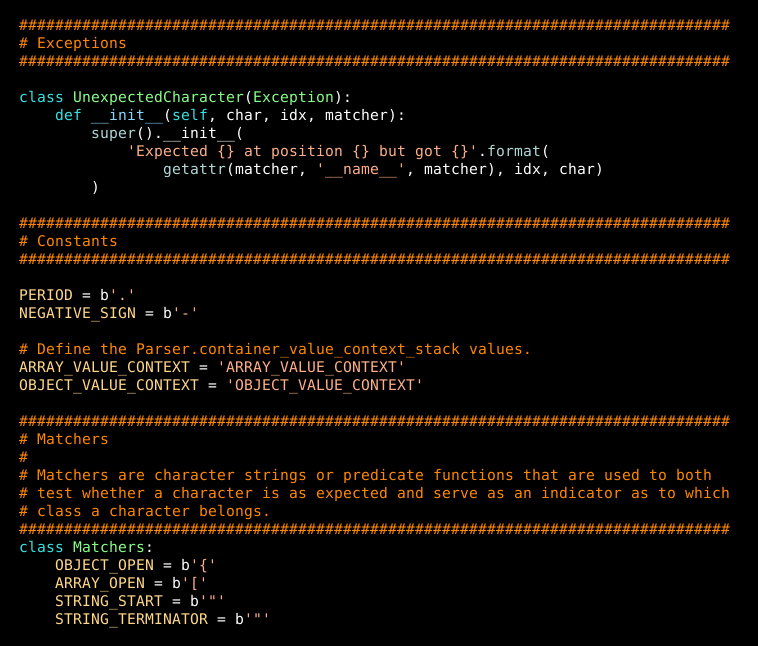 ###############################################################################
# Exceptions
###############################################################################

class UnexpectedCharacter(Exception):
    def __init__(self, char, idx, matcher):
        super().__init__(
            'Expected {} at position {} but got {}'.format(
                getattr(matcher, '__name__', matcher), idx, char)
        )

###############################################################################
# Constants
###############################################################################

PERIOD = b'.'
NEGATIVE_SIGN = b'-'

# Define the Parser.container_value_context_stack values.
ARRAY_VALUE_CONTEXT = 'ARRAY_VALUE_CONTEXT'
OBJECT_VALUE_CONTEXT = 'OBJECT_VALUE_CONTEXT'

###############################################################################
# Matchers
#
# Matchers are character strings or predicate functions that are used to both
# test whether a character is as expected and serve as an indicator as to which
# class a character belongs.
###############################################################################
class Matchers:
    OBJECT_OPEN = b'{'
    ARRAY_OPEN = b'['
    STRING_START = b'"'
    STRING_TERMINATOR = b'"'